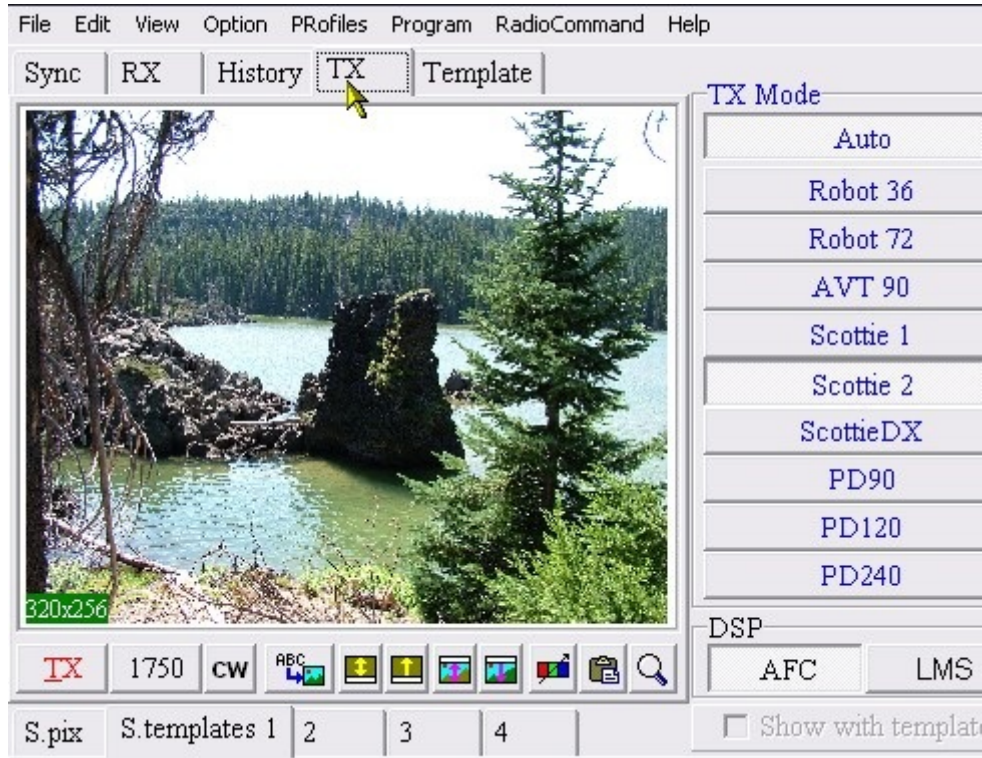 File Edit View Option PRofiles Program RadioCommand Help
Sync RX History TX Template
TX Mode
Auto
Robot 36
Robot 72
AVT 90
Scottie 1
Scottie 2
ScottieDX
PD90
PD120
PD240
320x256
DSP
TX 1750 CW ABC
AFC LMS
S.pix S.templates 1 2 3 4
Show with template